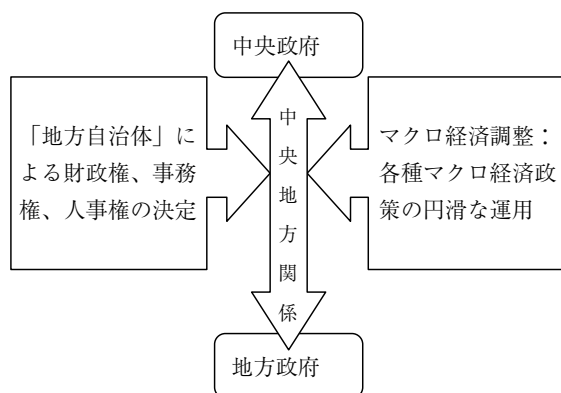 中央政府
「地方自治体」に
よる財政権、事務
権、人事権の決定
中央地方関係
マクロ経済調整：
各種マクロ経済政
策の円滑な運用
地方政府